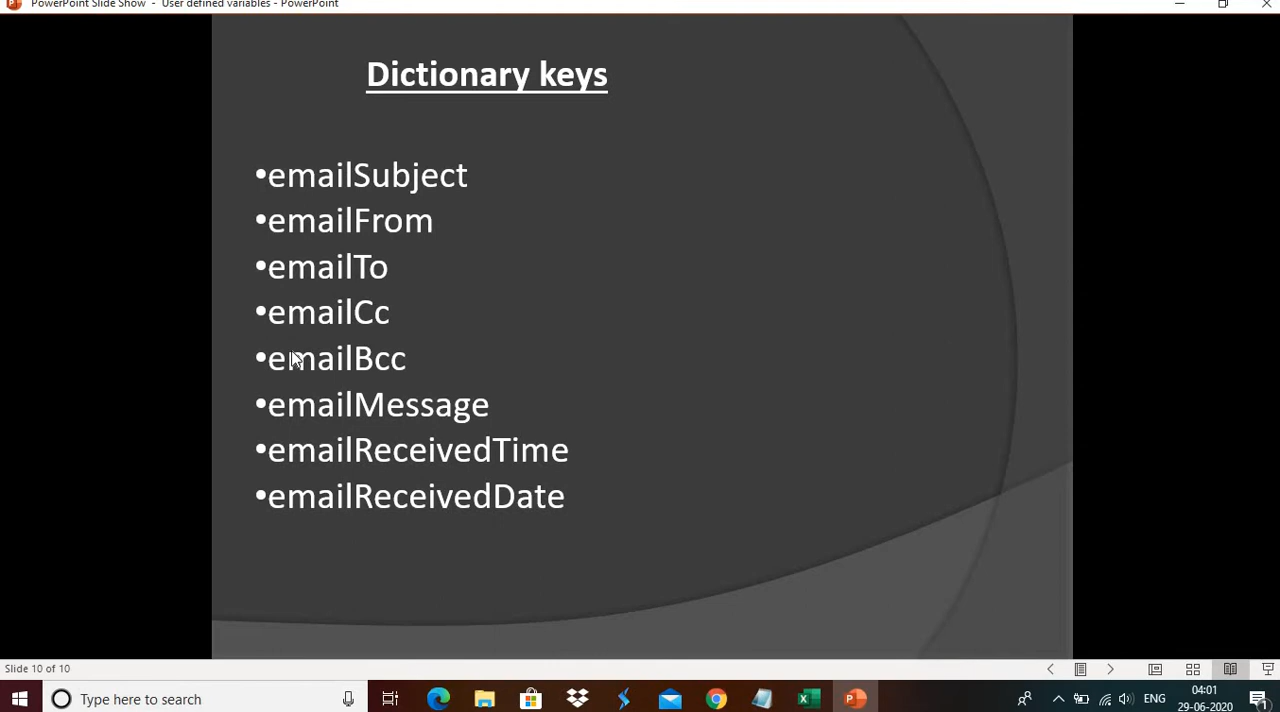 PowerPoint Slide Show - User defined variables - PowerPoint
Dictionary keys
•emailSubject
•emailFrom
•emailTo
•emailCc
•emailBcc
•emailMessage
•emailReceivedTime
•emailReceivedDate
Slide 10 of 10
Type here to search
ENG
04:01
29-06-2020
1